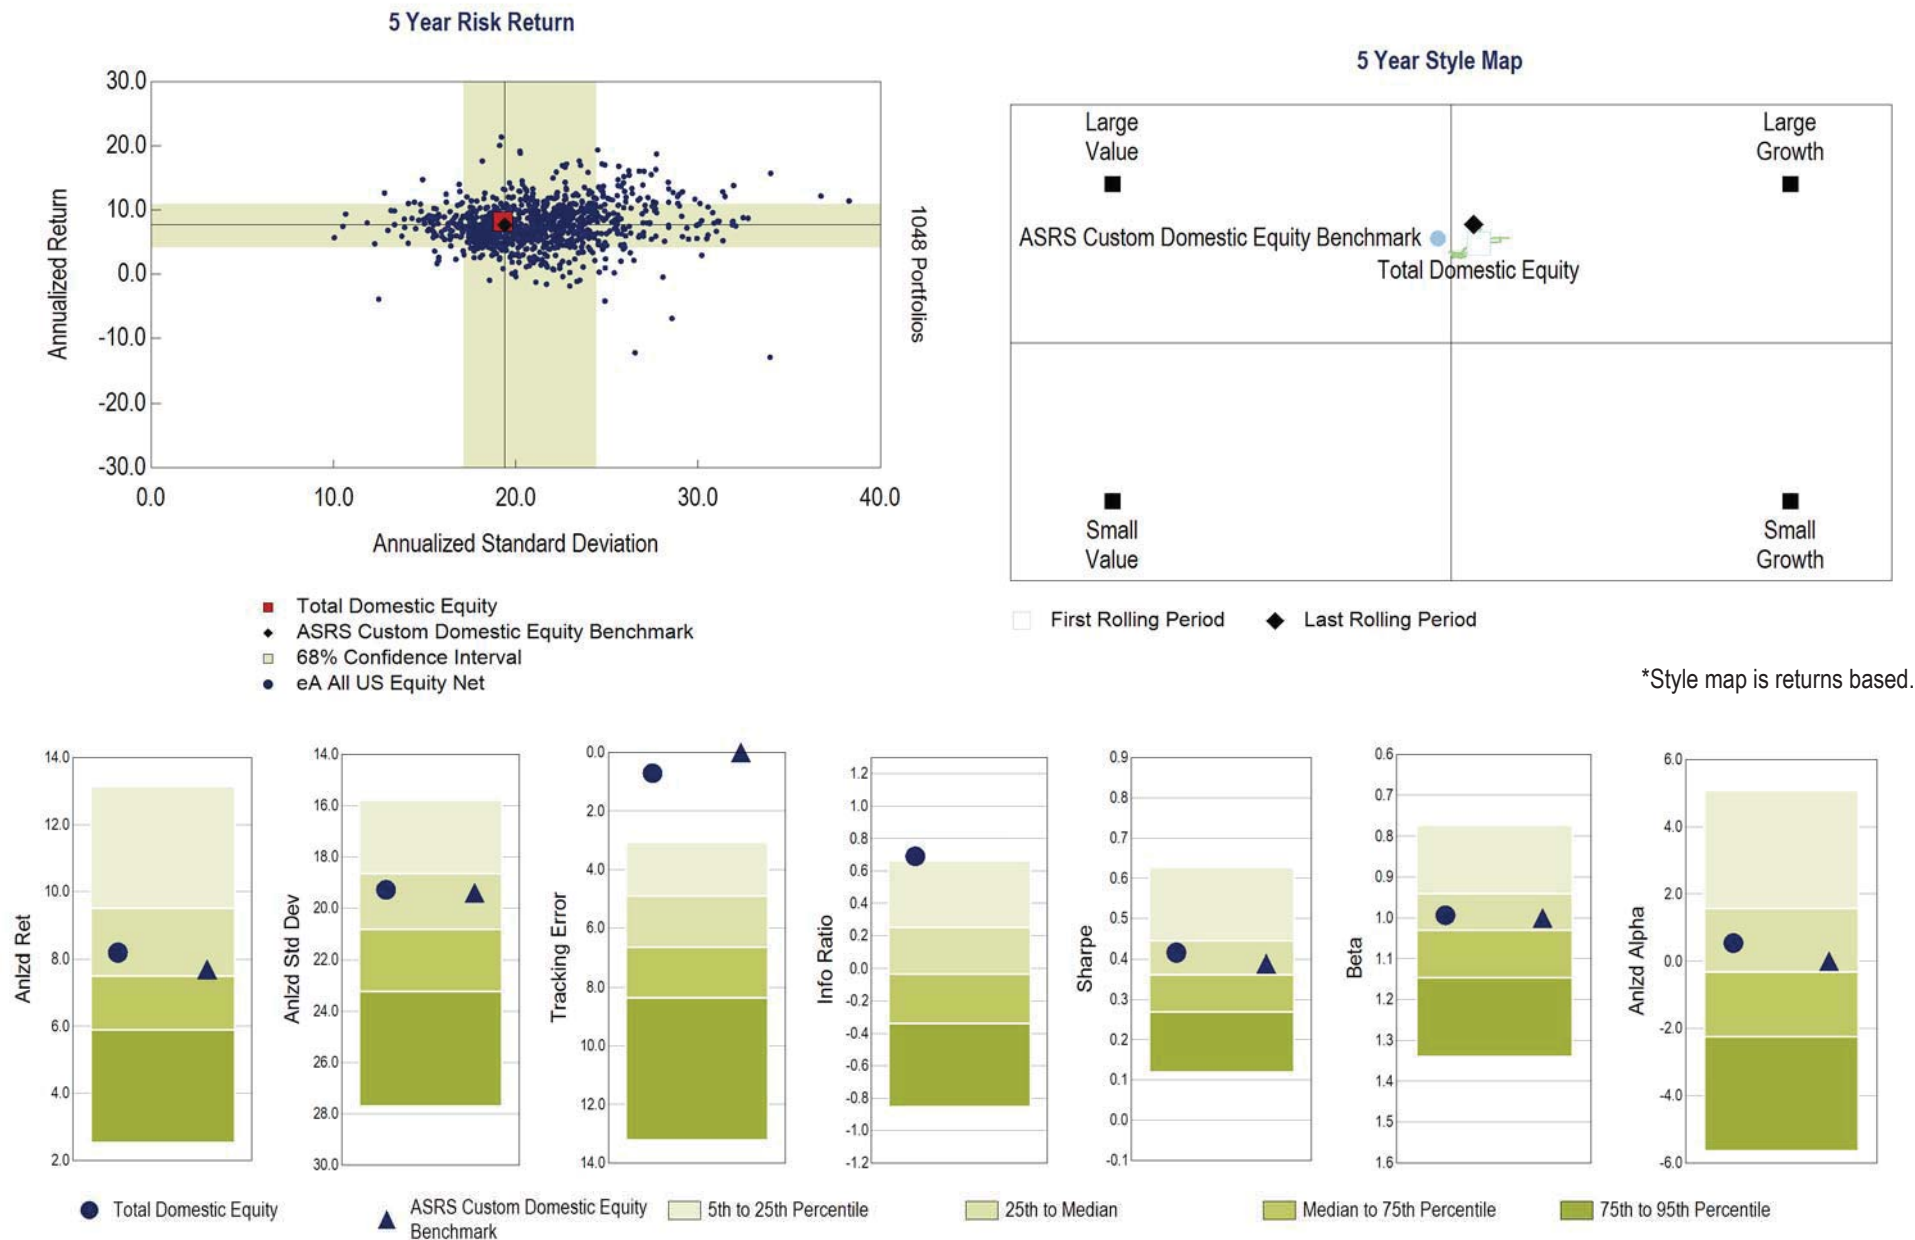 5 Year Risk Return
30.0
20.0
10.0
0.0
-10.0
-20.0
-30.0
Annualized Return
0.0
10.0
20.0
30.0
40.0
Annualized Standard Deviation
1048 Portfolios
Total Domestic Equity
ASRS Custom Domestic Equity Benchmark
68% Confidence Interval
eA All US Equity Net
5 Year Style Map
Large
Value
Large
Growth
ASRS Custom Domestic Equity Benchmark
Total Domestic Equity
Small
Value
Small
Growth
First Rolling Period
Last Rolling Period
*Style map is returns based.
Anlzd Ret
14.0
12.0
10.0
8.0
6.0
4.0
2.0
Anlzd Std Dev
14.0
16.0
18.0
20.0
22.0
24.0
26.0
28.0
30.0
Tracking Error
0.0
2.0
4.0
6.0
8.0
10.0
12.0
14.0
Info Ratio
1.2
1.0
0.8
0.6
0.4
0.2
0.0
-0.2
-0.4
-0.6
-0.8
-1.0
-1.2
Sharpe
0.9
0.8
0.7
0.6
0.5
0.4
0.3
0.2
0.1
0.0
-0.1
Beta
0.6
0.7
0.8
0.9
1.0
1.1
1.2
1.3
1.4
1.5
1.6
Anlzd Alpha
6.0
4.0
2.0
0.0
-2.0
-4.0
-6.0
Total Domestic Equity
ASRS Custom Domestic Equity
Benchmark
5th to 25th Percentile
25th to Median
Median to 75th Percentile
75th to 95th Percentile